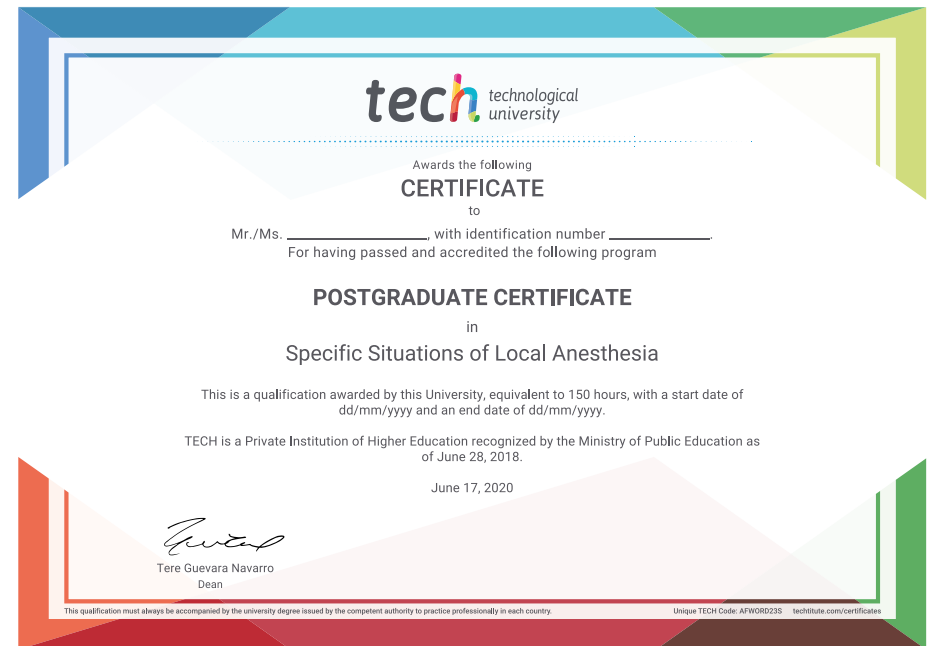 tech technological
university
Awards the following
CERTIFICATE
to
Mr./Ms. ____________________, with identification number ______________.
For having passed and accredited the following program
POSTGRADUATE CERTIFICATE
in
Specific Situations of Local Anesthesia
This is a qualification awarded by this University, equivalent to 150 hours, with a start date of
dd/mm/yyyy and an end date of dd/mm/yyyy.
TECH is a Private Institution of Higher Education recognized by the Ministry of Public Education as
of June 28, 2018.
June 17, 2020
Tere Guevara Navarro
Dean
This qualification must always be accompanied by the university degree issued by the competent authority to practice professionally in each country.
Unique TECH Code: AFWORD23S techtitute.com/certificates